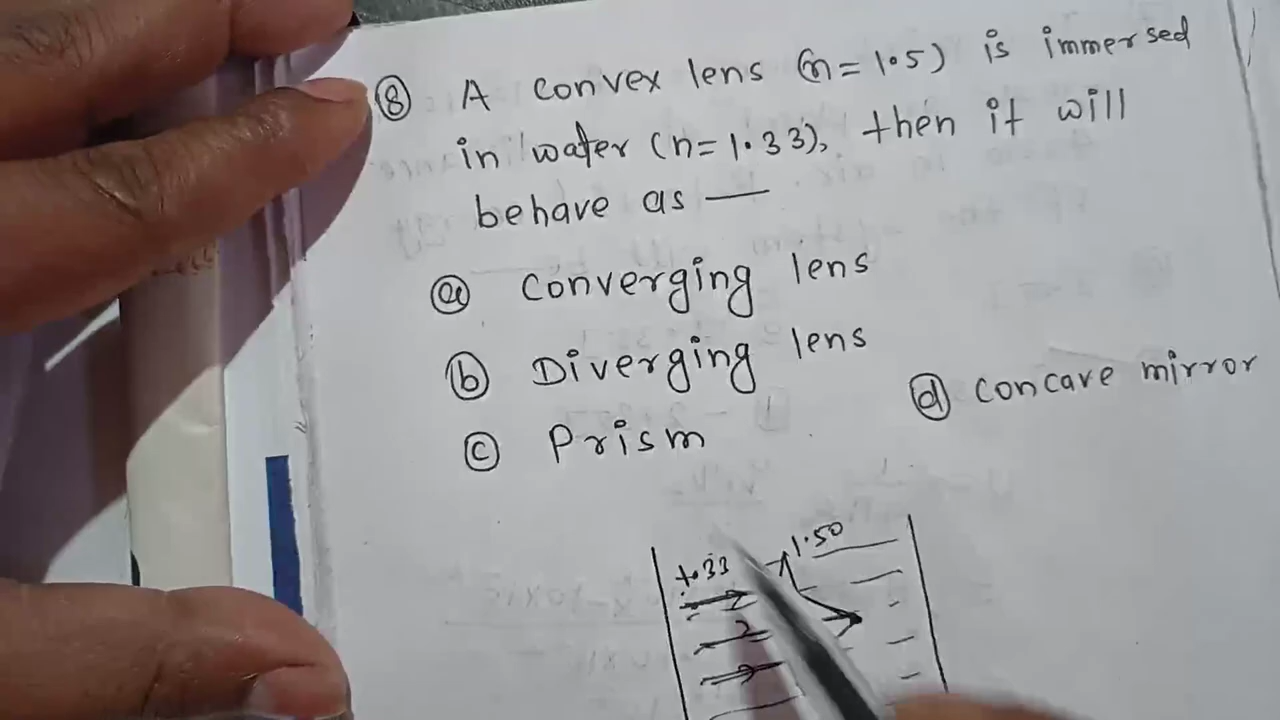 ⑧ A convex lens (n=1.5) is immersed
in water (n=1.33), then it will
behave as —
ⓐ Converging lens
ⓑ Diverging lens
ⓓ concave mirror
ⓒ Prism
1.33 1.50